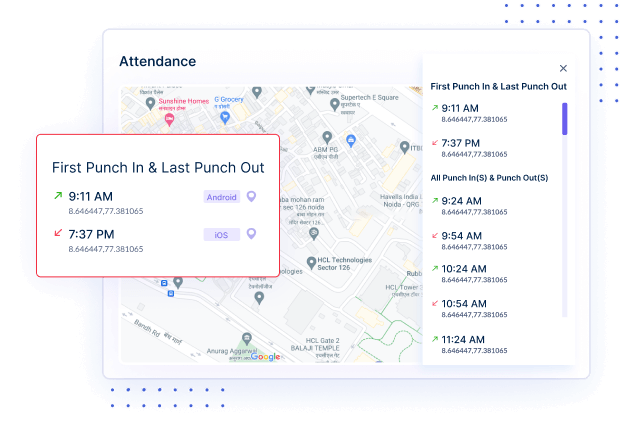 Attendance
First Punch In & Last Punch Out
9:11 AM
8.646447,77.381065
7:37 PM
8.646447,77.381065
All Punch In(S) & Punch Out(S)
9:24 AM
8.646447,77.381065
9:54 AM
8.646447,77.381065
10:24 AM
8.646447,77.381065
10:54 AM
8.646447,77.381065
11:24 AM
8.646447,77.381065
First Punch In & Last Punch Out
9:11 AM
Android
8.646447,77.381065
7:37 PM
iOS
8.646447,77.381065
Sunshine Homes
G Grocery
Supertech E Square
ABM PG
एबीएम पीजी
ba mohan ram
sec 126 noida
Havells India
Noida - QRG
HCL Technologies
Sector 126
ologies
Rubb
HCL Tower
Bandh Rd
HCL Gate 2
BALAJI TEMPLE
Anurag Aggarwal
Google